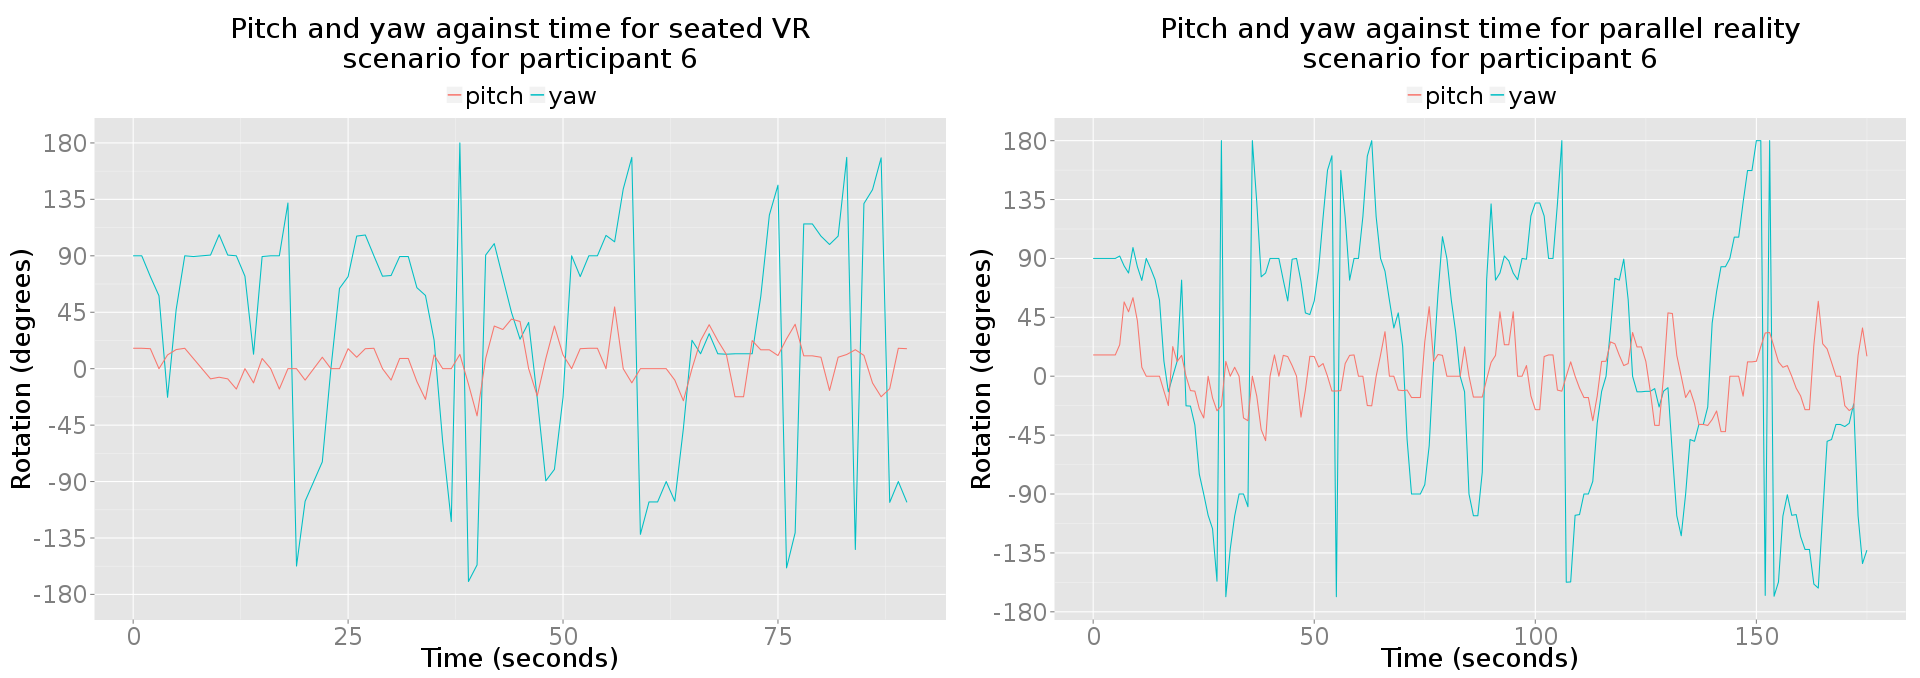 Pitch and yaw against time for seated VR
scenario for participant 6
pitch yaw
180
135
90
45
0
-45
-90
-135
-180
Rotation (degrees)
0 25 50 75
Time (seconds)
Pitch and yaw against time for parallel reality
scenario for participant 6
pitch yaw
180
135
90
45
0
-45
-90
-135
-180
Rotation (degrees)
0 50 100 150
Time (seconds)